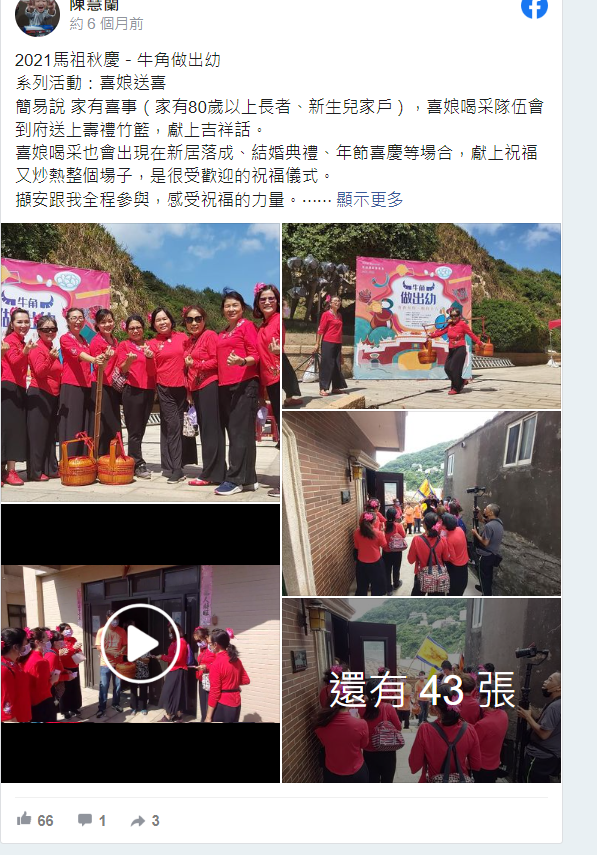 陳慧蘭
約 6 個月前
2021馬祖秋慶 - 牛角做出幼
系列活動：喜娘送喜
簡易說 家有喜事（家有80歲以上長者、新生兒家戶），喜娘喝采隊伍會
到府送上壽禮竹籃，獻上吉祥話。
喜娘喝采也會出現在新居落成、結婚典禮、年節喜慶等場合，獻上祝福
又炒熱整個場子，是很受歡迎的祝福儀式。
擷安跟我全程參與，感受祝福的力量。…… 顯示更多
牛角
做出幼
牛角
做出幼
還有 43 張
66
1
3